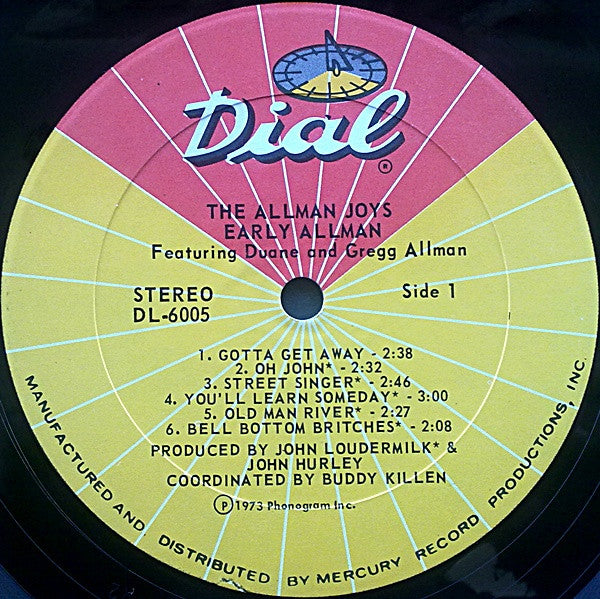 Dial
®
THE ALLMAN JOYS
EARLY ALLMAN
Featuring Duane and Gregg Allman
STEREO
DL-6005
Side 1
1. GOTTA GET AWAY - 2:38
2. OH JOHN* - 2:32
3. STREET SINGER* - 2:46
4. YOU'LL LEARN SOMEDAY* - 3:00
5. OLD MAN RIVER* - 2:27
6. BELL BOTTOM BRITCHES* - 2:08
PRODUCED BY JOHN LOUDERMILK* &
JOHN HURLEY
COORDINATED BY BUDDY KILLEN
℗ 1973 Phonogram Inc.
MANUFACTURED AND DISTRIBUTED BY MERCURY RECORD PRODUCTIONS, INC.